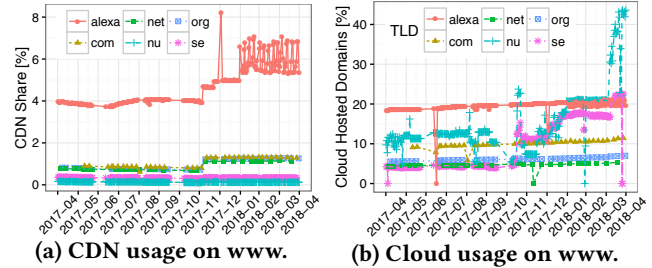 CDN Share [%]
8
6
4
2
0
alexa net org
com nu se
2017−04 2017−05 2017−06 2017−07 2017−08 2017−09 2017−10 2017−11 2017−12 2018−01 2018−02 2018−03 2018−04
(a) CDN usage on www.
Cloud Hosted Domains [%]
40
30
20
10
0
TLD
alexa net org
com nu se
2017−04 2017−05 2017−06 2017−07 2017−08 2017−09 2017−10 2017−11 2017−12 2018−01 2018−02 2018−03 2018−04
(b) Cloud usage on www.